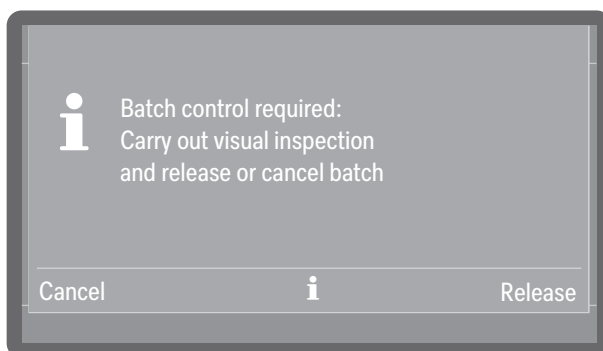 Batch control required:
Carry out visual inspection
and release or cancel batch
Cancel
i
Release